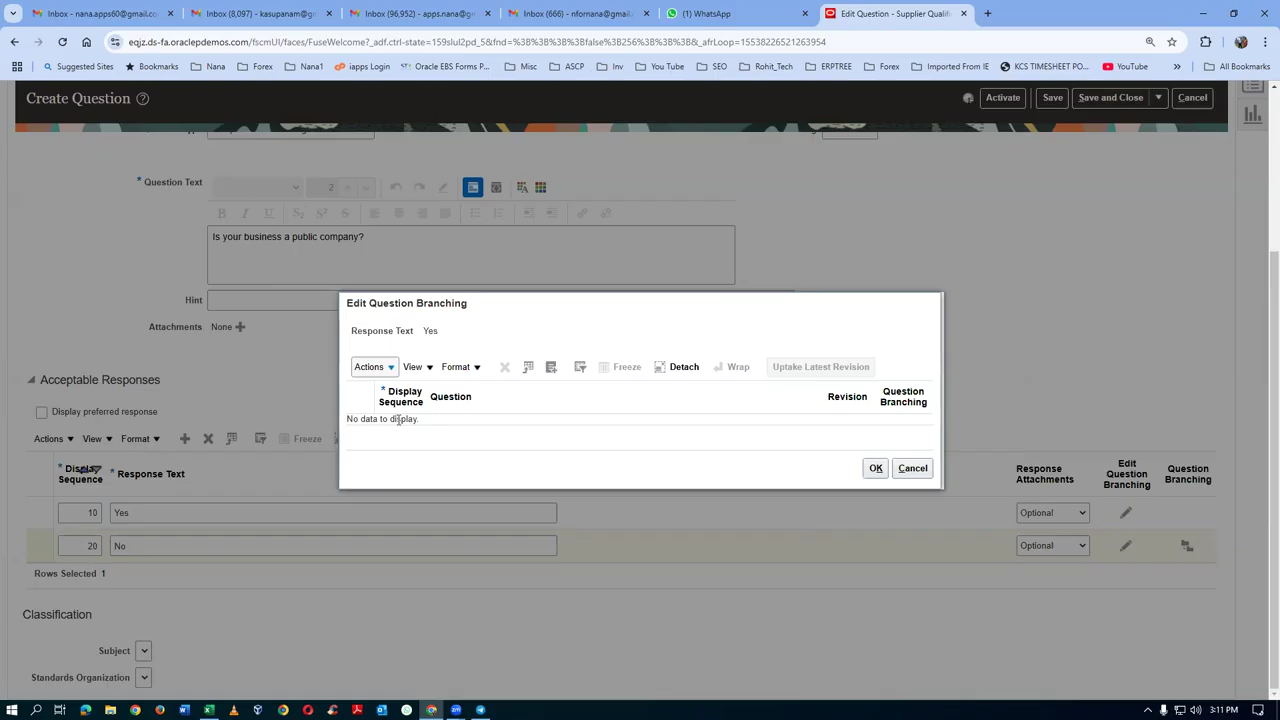 Inbox - nana.apps60@gmail.com
Inbox (8,097) - kasupanam@gm
Inbox (96,952) - apps.nana@ge
Inbox (666) - nfornana@gmail.
(1) WhatsApp
Edit Question - Supplier Qualifi
eqjz.ds-fa.oraclepdemos.com/fscmUI/faces/FuseWelcome?_adf.ctrl-state=159slul2pd_5&fnd=%3B%3B%3B%3Bfalse%3B256%3B%3B%3B&_afrLoop=15538226521263954
Suggested Sites
Bookmarks
Nana
Forex
Nana1
iapps Login
Oracle EBS Forms P...
Misc
ASCP
Inv
You Tube
SEO
Rohit_Tech
ERPTREE
Forex
Imported From IE
KCS TIMESHEET PO...
YouTube
All Bookmarks
Create Question
Activate
Save
Save and Close
Cancel
* Question Text
2
Is your business a public company?
Hint
Attachments None
Edit Question Branching
Response Text Yes
Actions View Format Freeze Detach Wrap Uptake Latest Revision
* Display Sequence Question Revision Question Branching
No data to display.
OK Cancel
Acceptable Responses
Display preferred response
Actions View Format Freeze
* Display Sequence * Response Text Response Attachments Edit Question Branching Question Branching
10 Yes Optional
20 No Optional
Rows Selected 1
Classification
Subject
Standards Organization
3:11 PM